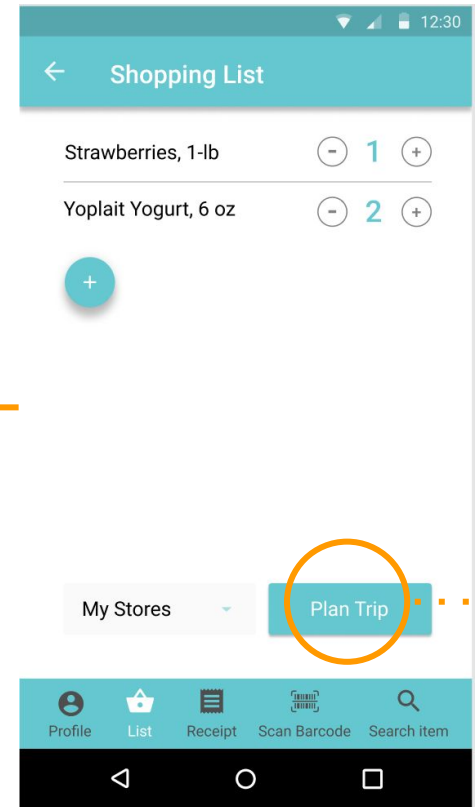 12:30
Shopping List
Strawberries, 1-lb - 1 +
Yoplait Yogurt, 6 oz - 2 +
+
My Stores Plan Trip
Profile List Receipt Scan Barcode Search item